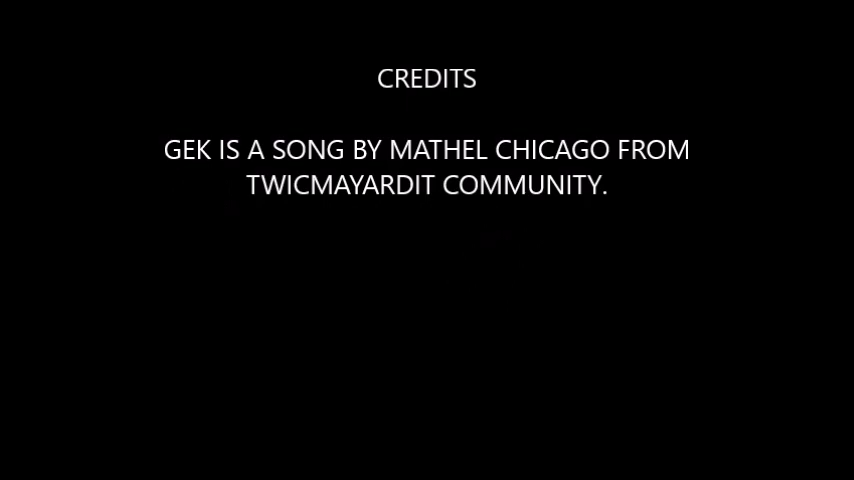 CREDITS
GEK IS A SONG BY MATHEL CHICAGO FROM
TWICMAYARDIT COMMUNITY.